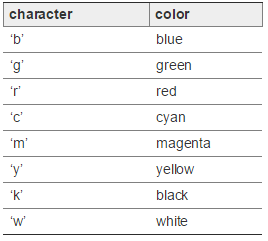 character color
‘b’ blue
‘g’ green
‘r’ red
‘c’ cyan
‘m’ magenta
‘y’ yellow
‘k’ black
‘w’ white